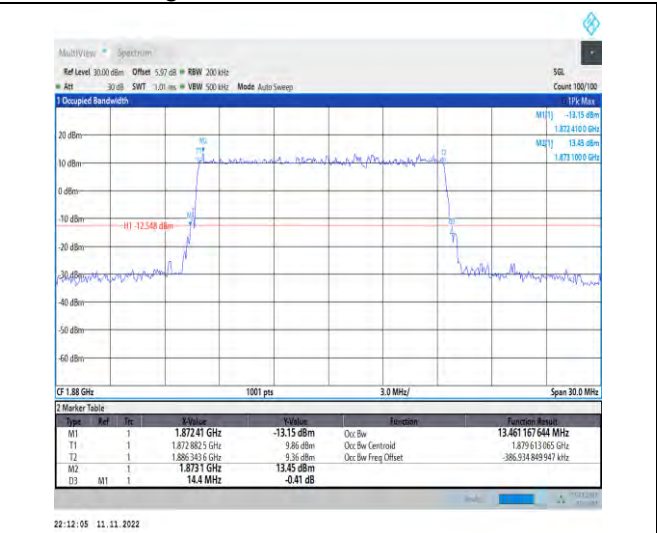 MultiView Spectrum
Ref Level 30.00 dBm Offset 5.97 dB RBW 200 kHz SGL
Att 30 dB SWT 1.01 ms VBW 500 kHz Mode Auto Sweep Count 100/100
1 Occupied Bandwidth 1Pk Max
M1[1] -13.15 dBm
1.872 410 0 GHz
M2[1] 13.45 dBm
1.873 100 0 GHz
20 dBm
M2
T1
T2
10 dBm
0 dBm
-10 dBm
M1
D3
H1 -12.548 dBm
-20 dBm
-30 dBm
-40 dBm
-50 dBm
-60 dBm
CF 1.88 GHz 1001 pts 3.0 MHz/ Span 30.0 MHz
2 Marker Table
Type Ref Trc X-Value Y-Value Function Function Result
M1 1 1.87241 GHz -13.15 dBm Occ Bw 13.461 167 644 MHz
T1 1 1.872 882 5 GHz 9.86 dBm Occ Bw Centroid 1.879 613 065 GHz
T2 1 1.886 343 6 GHz 9.36 dBm Occ Bw Freq Offset -386.934 849 947 kHz
M2 1 1.8731 GHz 13.45 dBm
D3 M1 1 14.4 MHz -0.41 dB
22:12:05 11.11.2022